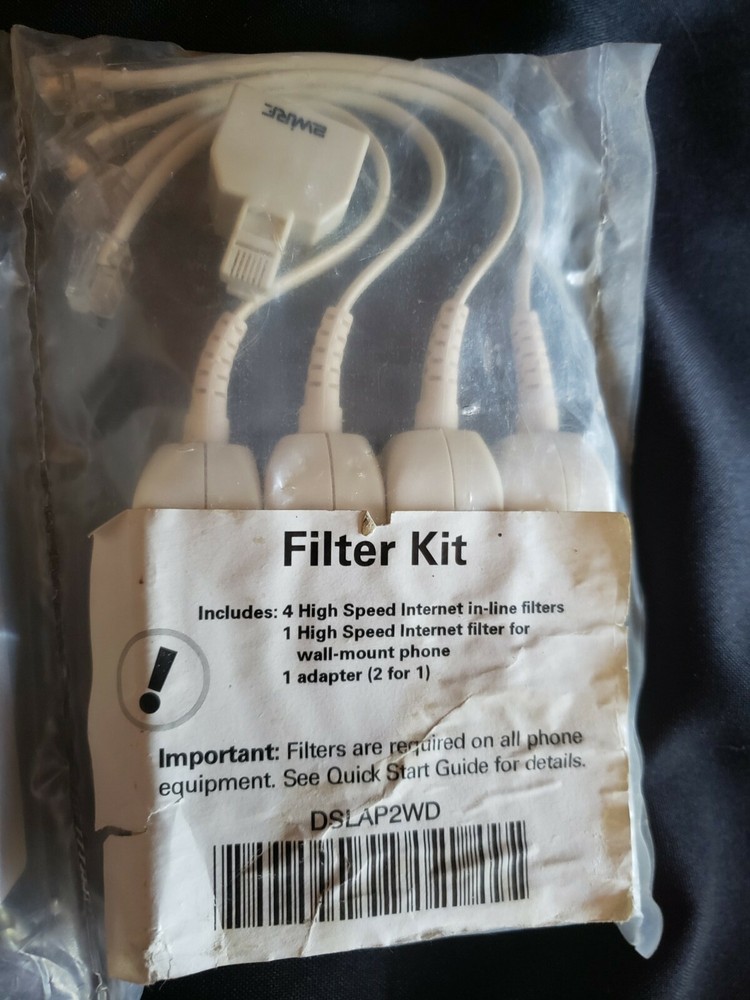 2WIRE
Filter Kit
Includes: 4 High Speed Internet in-line filters
1 High Speed Internet filter for
wall-mount phone
1 adapter (2 for 1)
!
Important: Filters are required on all phone
equipment. See Quick Start Guide for details.
DSLAP2WD